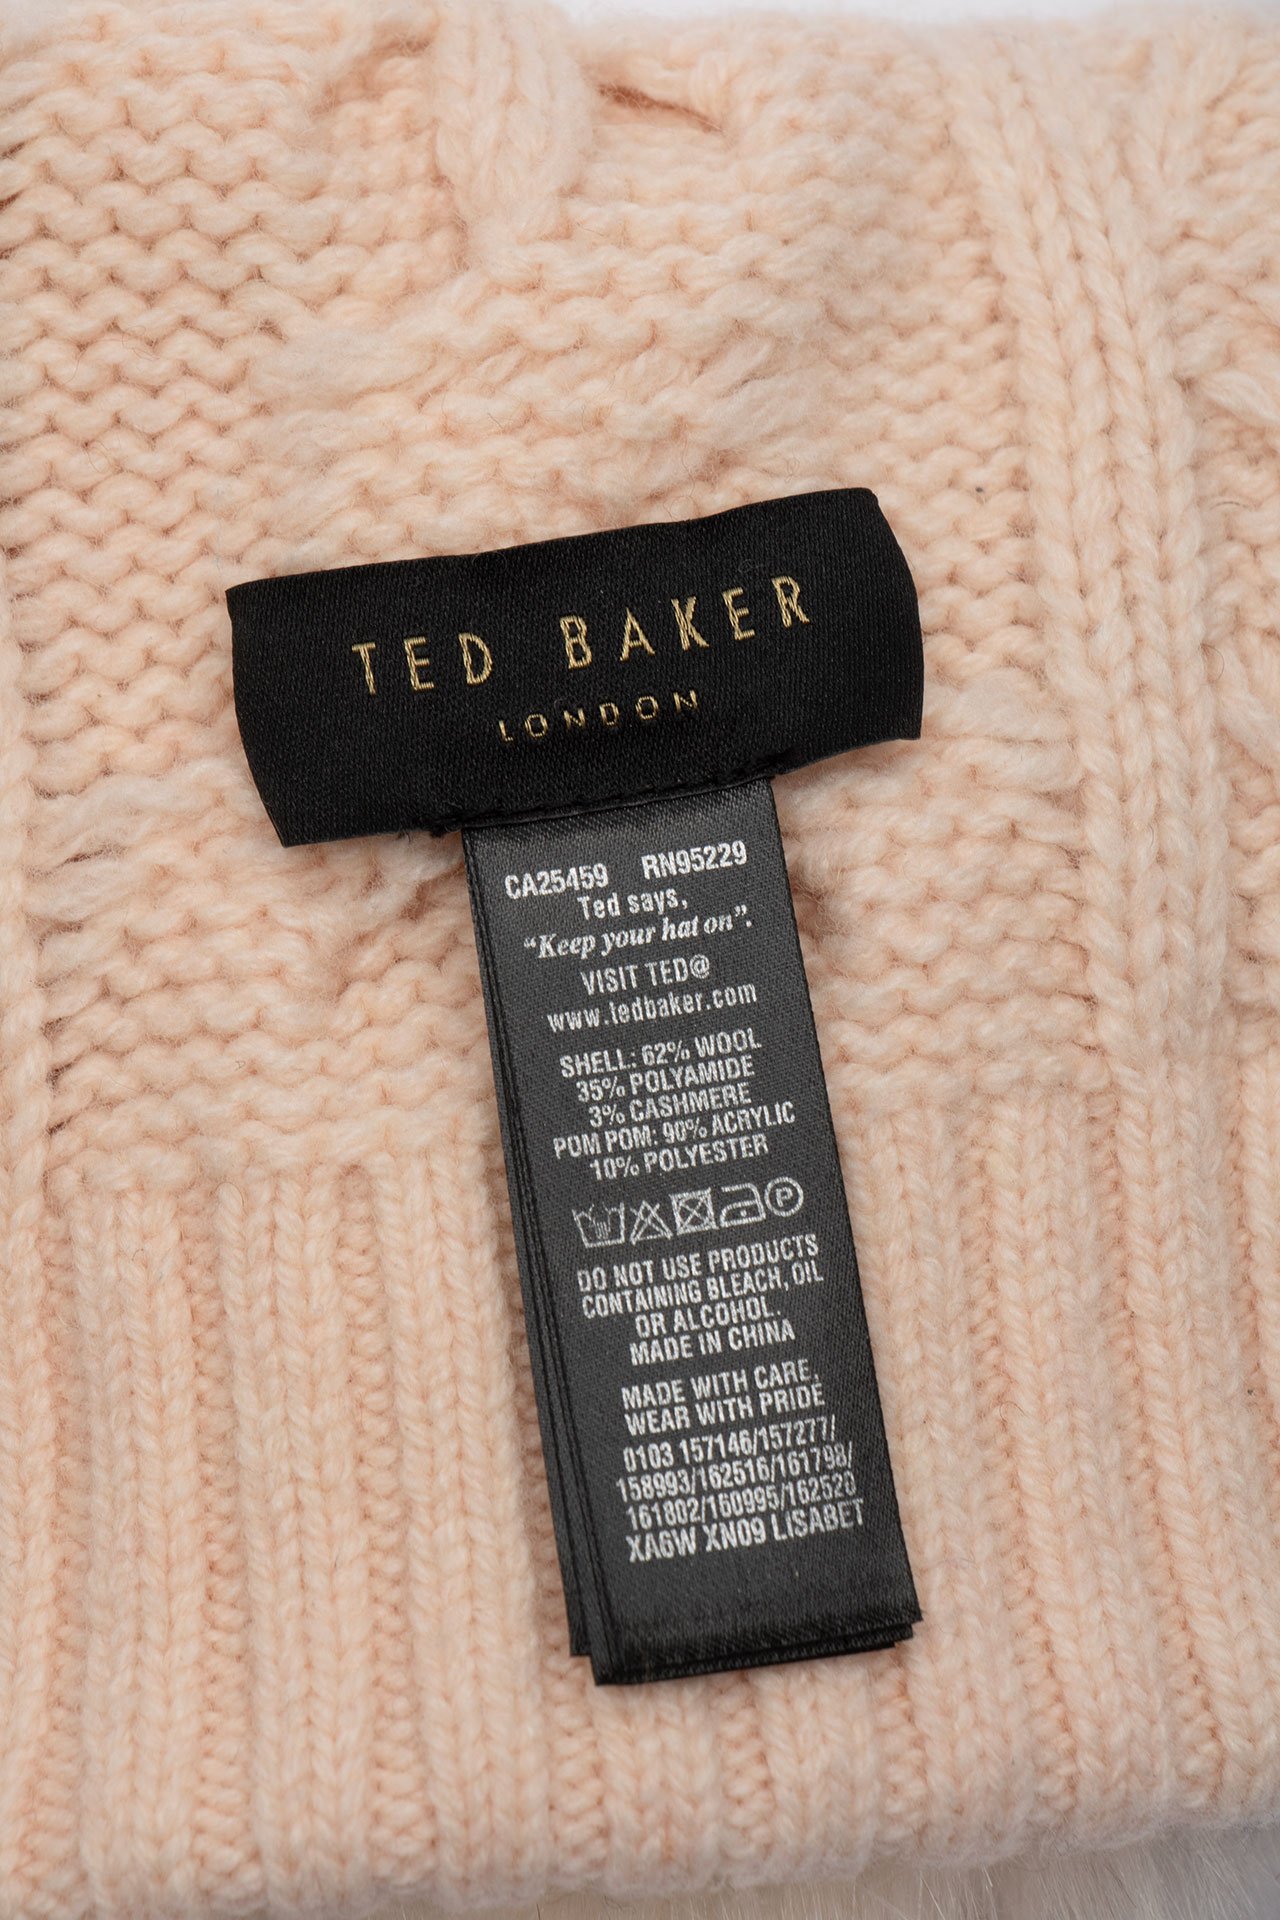 TED BAKER
LONDON
CA25459 RN95229
Ted says,
“Keep your hat on”.
VISIT TED@
www.tedbaker.com
SHELL: 62% WOOL
35% POLYAMIDE
3% CASHMERE
POM POM: 90% ACRYLIC
10% POLYESTER
P
DO NOT USE PRODUCTS
CONTAINING BLEACH, OIL
OR ALCOHOL.
MADE IN CHINA
MADE WITH CARE,
WEAR WITH PRIDE
0103 157146/157277/
158993/162516/161798/
161802/160995/162520
XA6W XN09 LISABET